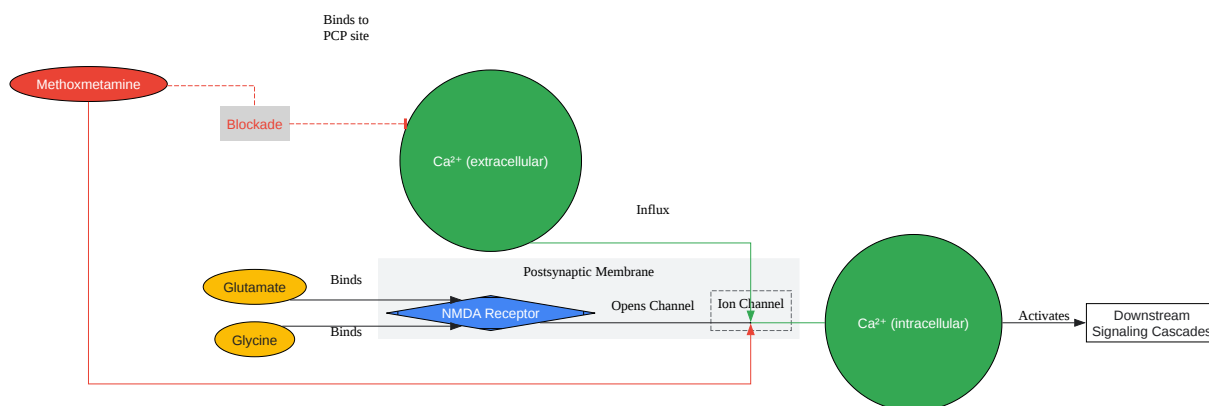 Binds to
PCP site
Methoxmetamine
Blockade
Ca²⁺ (extracellular)
Influx
Postsynaptic Membrane
Glutamate
Binds
NMDA Receptor
Opens Channel
Ion Channel
Glycine
Binds
Ca²⁺ (intracellular)
Activates
Downstream
Signaling Cascades